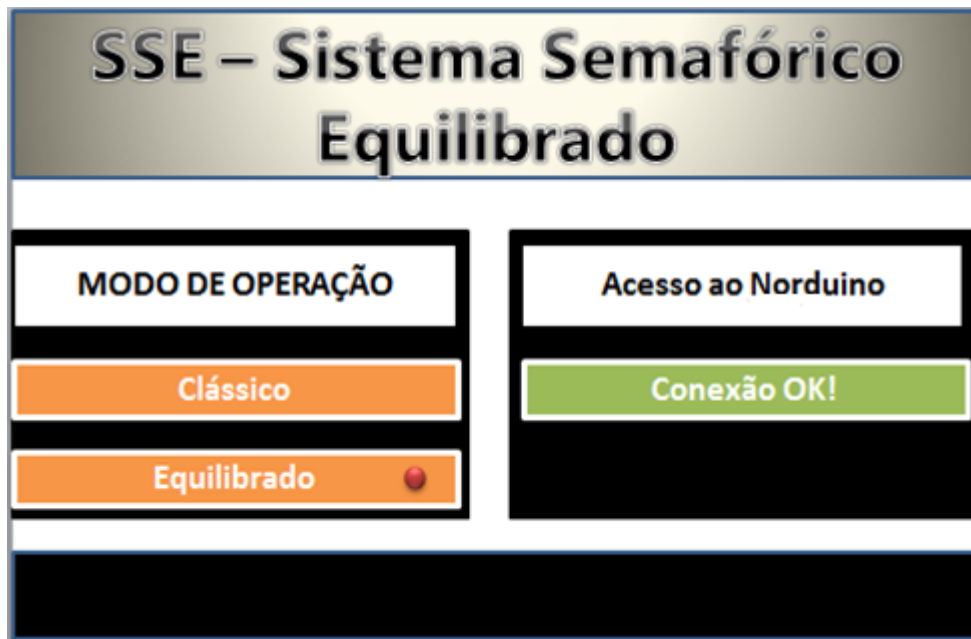 SSE – Sistema Semafórico
Equilibrado
MODO DE OPERAÇÃO
Clássico
Equilibrado
Acesso ao Norduino
Conexão OK!